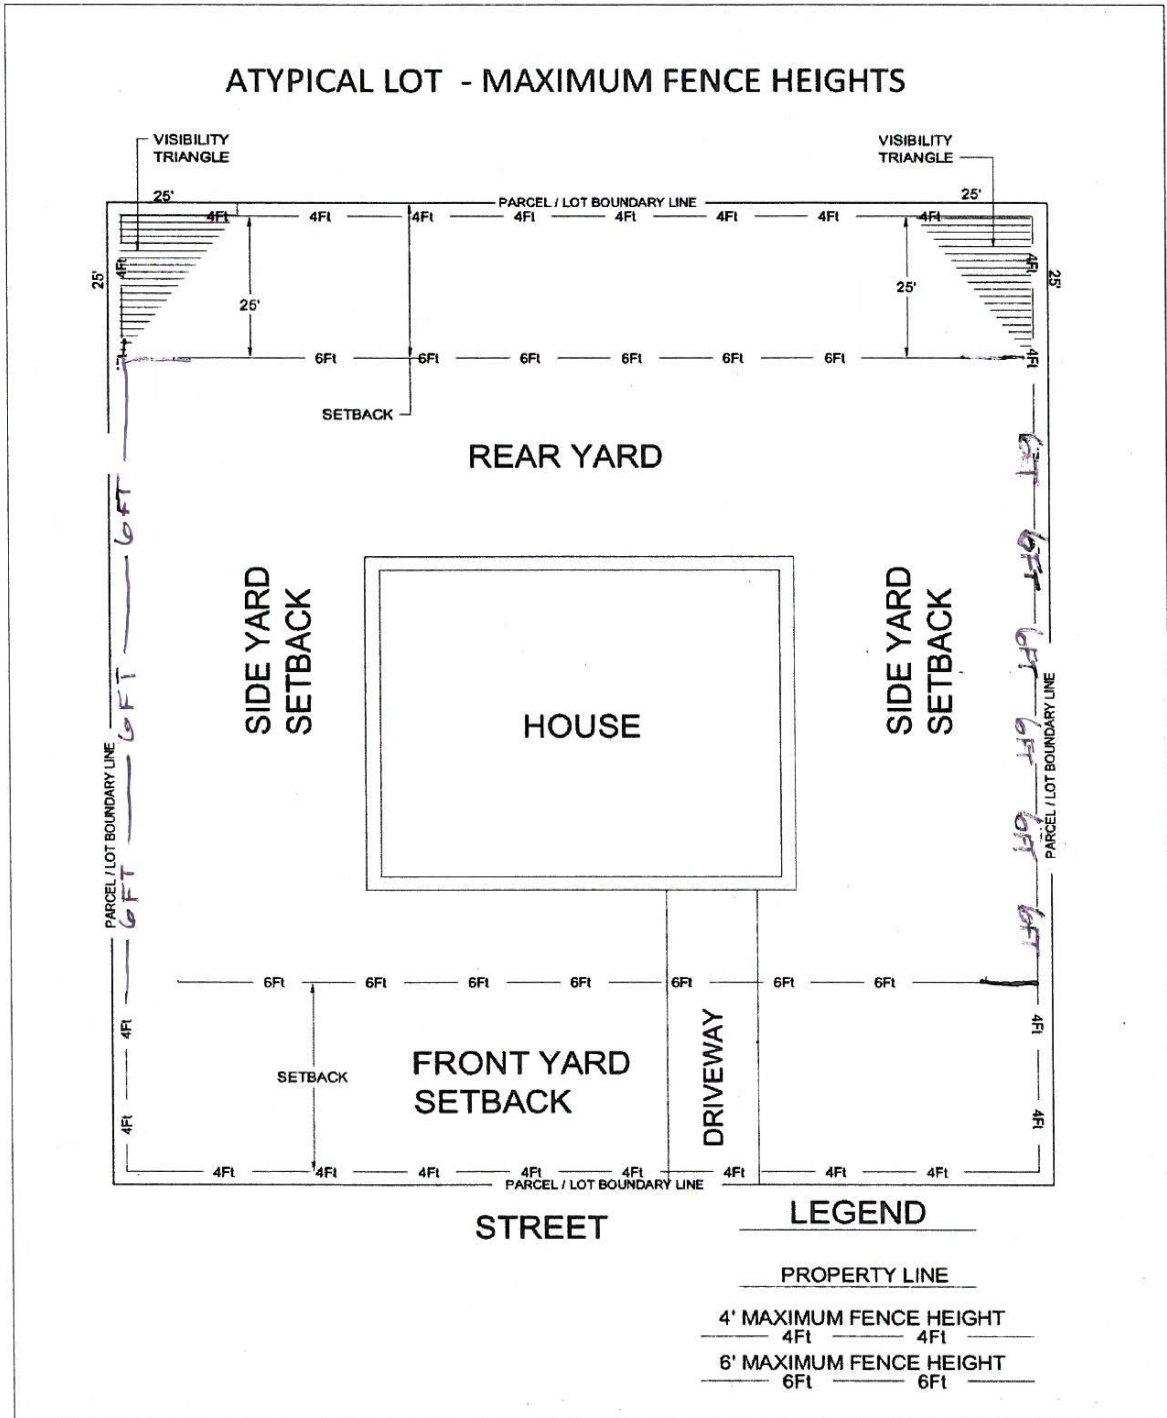 ATYPICAL LOT - MAXIMUM FENCE HEIGHTS
VISIBILITY
TRIANGLE
VISIBILITY
TRIANGLE
25'
PARCEL / LOT BOUNDARY LINE
25'
4Ft 4Ft 4Ft 4Ft 4Ft 4Ft 4Ft 4Ft
4Ft
4Ft
25'
25'
25'
25'
6Ft 6Ft 6Ft 6Ft 6Ft 6Ft
4Ft
SETBACK
REAR YARD
6FT
6FT
6FT
6FT
6FT
6FT
6FT
6FT
6FT
SIDE YARD
SETBACK
SIDE YARD
SETBACK
HOUSE
PARCEL / LOT BOUNDARY LINE
PARCEL / LOT BOUNDARY LINE
6Ft 6Ft 6Ft 6Ft 6Ft 6Ft 6Ft
4Ft
4Ft
SETBACK
FRONT YARD
SETBACK
DRIVEWAY
4Ft
4Ft
4Ft 4Ft 4Ft 4Ft 4Ft 4Ft 4Ft 4Ft
PARCEL / LOT BOUNDARY LINE
STREET
LEGEND
PROPERTY LINE
4' MAXIMUM FENCE HEIGHT
4Ft 4Ft
6' MAXIMUM FENCE HEIGHT
6Ft 6Ft